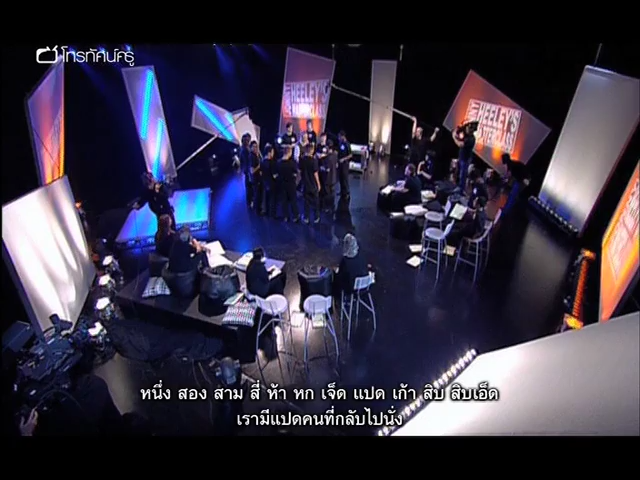 โทรทัศน์ครู
HEELEY'S
HEELEY'S
หนึ่ง สอง สาม สี่ ห้า หก เจ็ด แปด เก้า สิบ สิบเอ็ด
เรามีแปดคนที่กลับไปนั่ง